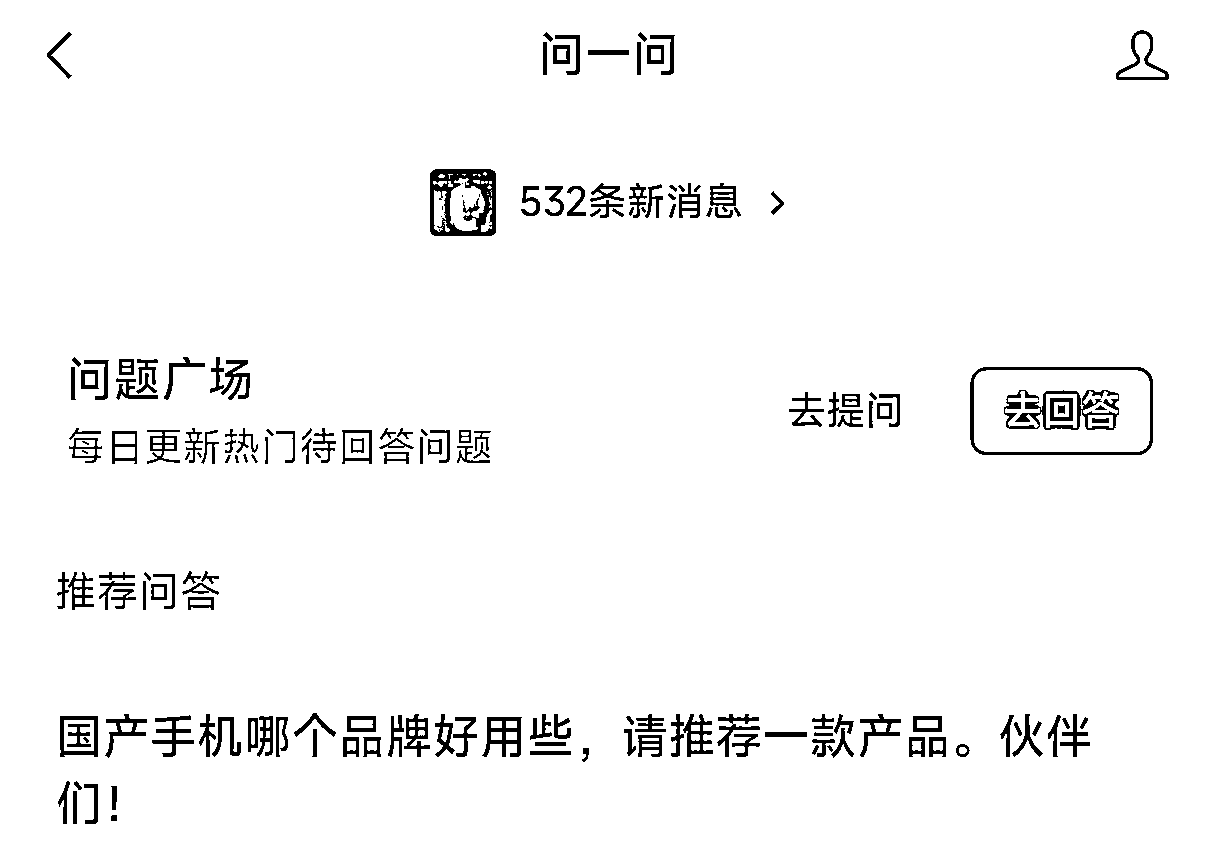 问一问
532条新消息
问题广场
每日更新热门待回答问题
去提问
去回答
推荐问答
国产手机哪个品牌好用些，请推荐一款产品。伙伴
们！